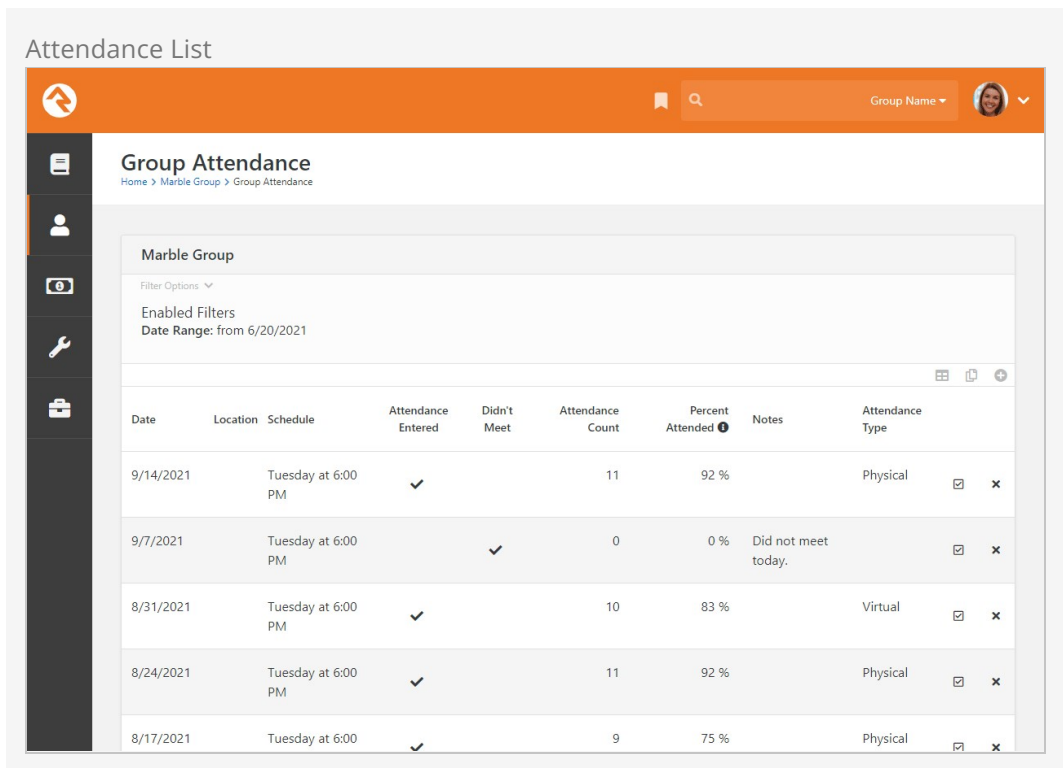 Attendance List
Group Name
Group Attendance
Home > Marble Group > Group Attendance
Marble Group
Filter Options
Enabled Filters
Date Range: from 6/20/2021
Date Location Schedule Attendance Entered Didn't Meet Attendance Count Percent Attended Notes Attendance Type
9/14/2021 Tuesday at 6:00 PM 11 92 % Physical
9/7/2021 Tuesday at 6:00 PM 0 0 % Did not meet today.
8/31/2021 Tuesday at 6:00 PM 10 83 % Virtual
8/24/2021 Tuesday at 6:00 PM 11 92 % Physical
8/17/2021 Tuesday at 6:00 9 75 % Physical